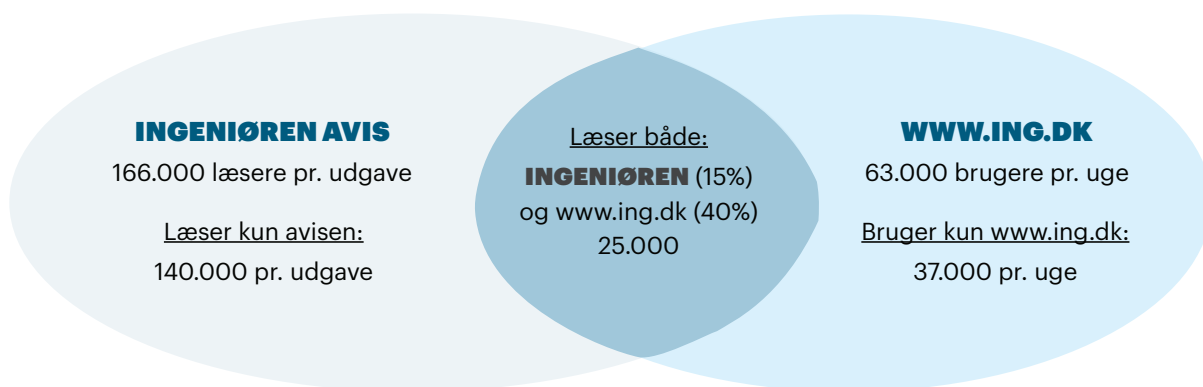 INGENIØREN AVIS
166.000 læsere pr. udgave
Læser kun avisen:
140.000 pr. udgave
Læser både:
INGENIØREN (15%)
og www.ing.dk (40%)
25.000
WWW.ING.DK
63.000 brugere pr. uge
Bruger kun www.ing.dk:
37.000 pr. uge